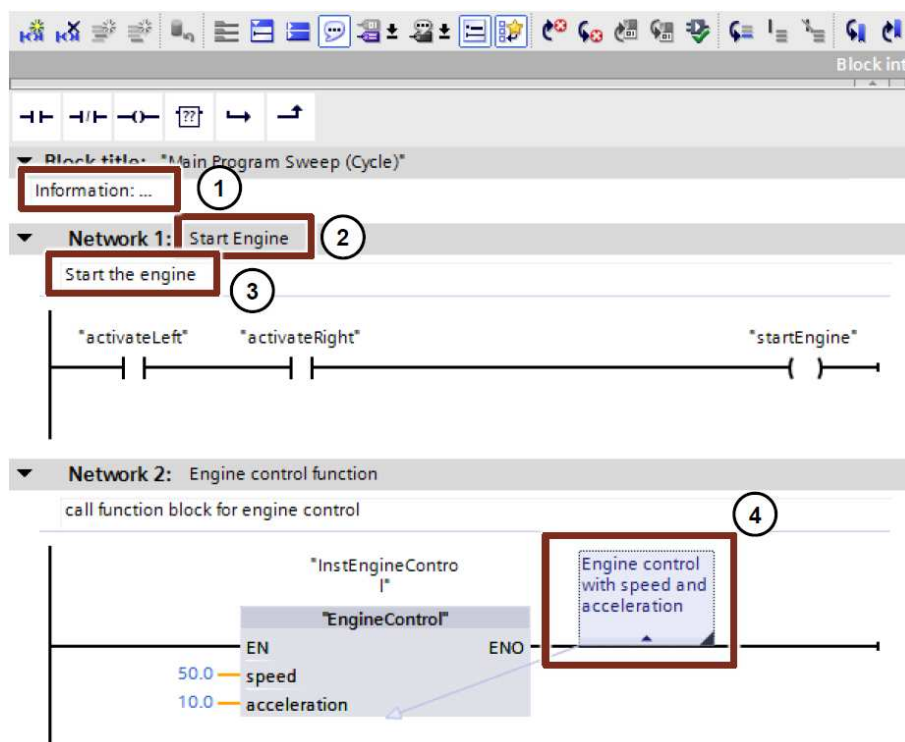 Block int
??
Block title: "Main Program Sweep (Cycle)"
Information: ...
1
Network 1: Start Engine
2
Start the engine
3
"activateLeft" "activateRight" "startEngine"
Network 2: Engine control function
call function block for engine control
4
"InstEngineContro
l"
Engine control
with speed and
acceleration
"EngineControl"
EN ENO
50.0 speed
10.0 acceleration